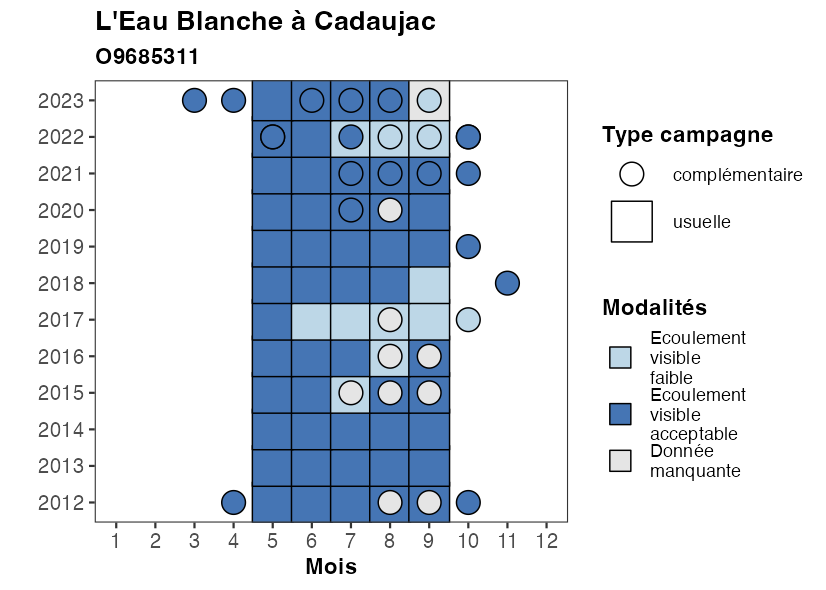 L'Eau Blanche à Cadaujac
O9685311
2023
2022
2021
2020
2019
2018
2017
2016
2015
2014
2013
2012
1 2 3 4 5 6 7 8 9 10 11 12
Mois
Type campagne
complémentaire
usuelle
Modalités
Ecoulement
visible
faible
Ecoulement
visible
acceptable
Donnée
manquante